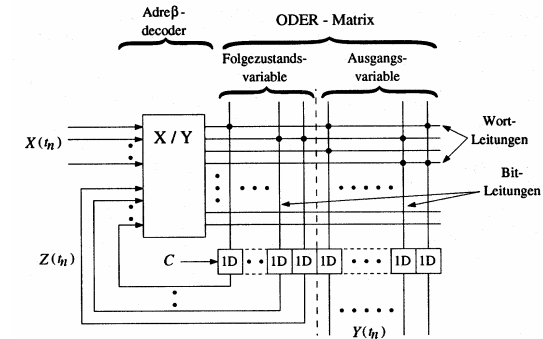 Adreβ-
decoder
ODER - Matrix
Folgezustands-
variable
Ausgangs-
variable
X / Y
Wort-
Leitungen
X(tn)
Bit-
Leitungen
Z(tn)
C
1D
1D
1D
1D
1D
1D
Y(tn)